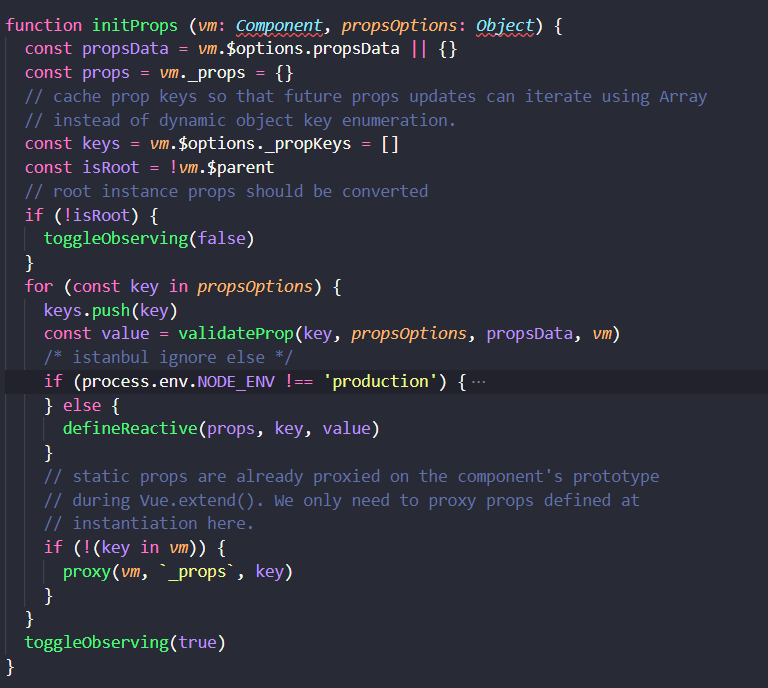 function initProps (vm: Component, propsOptions: Object) {
  const propsData = vm.$options.propsData || {}
  const props = vm._props = {}
  // cache prop keys so that future props updates can iterate using Array
  // instead of dynamic object key enumeration.
  const keys = vm.$options._propKeys = []
  const isRoot = !vm.$parent
  // root instance props should be converted
  if (!isRoot) {
    toggleObserving(false)
  }
  for (const key in propsOptions) {
    keys.push(key)
    const value = validateProp(key, propsOptions, propsData, vm)
    /* istanbul ignore else */
    if (process.env.NODE_ENV !== 'production') {···
    } else {
      defineReactive(props, key, value)
    }
    // static props are already proxied on the component's prototype
    // during Vue.extend(). We only need to proxy props defined at
    // instantiation here.
    if (!(key in vm)) {
      proxy(vm, `_props`, key)
    }
  }
  toggleObserving(true)
}